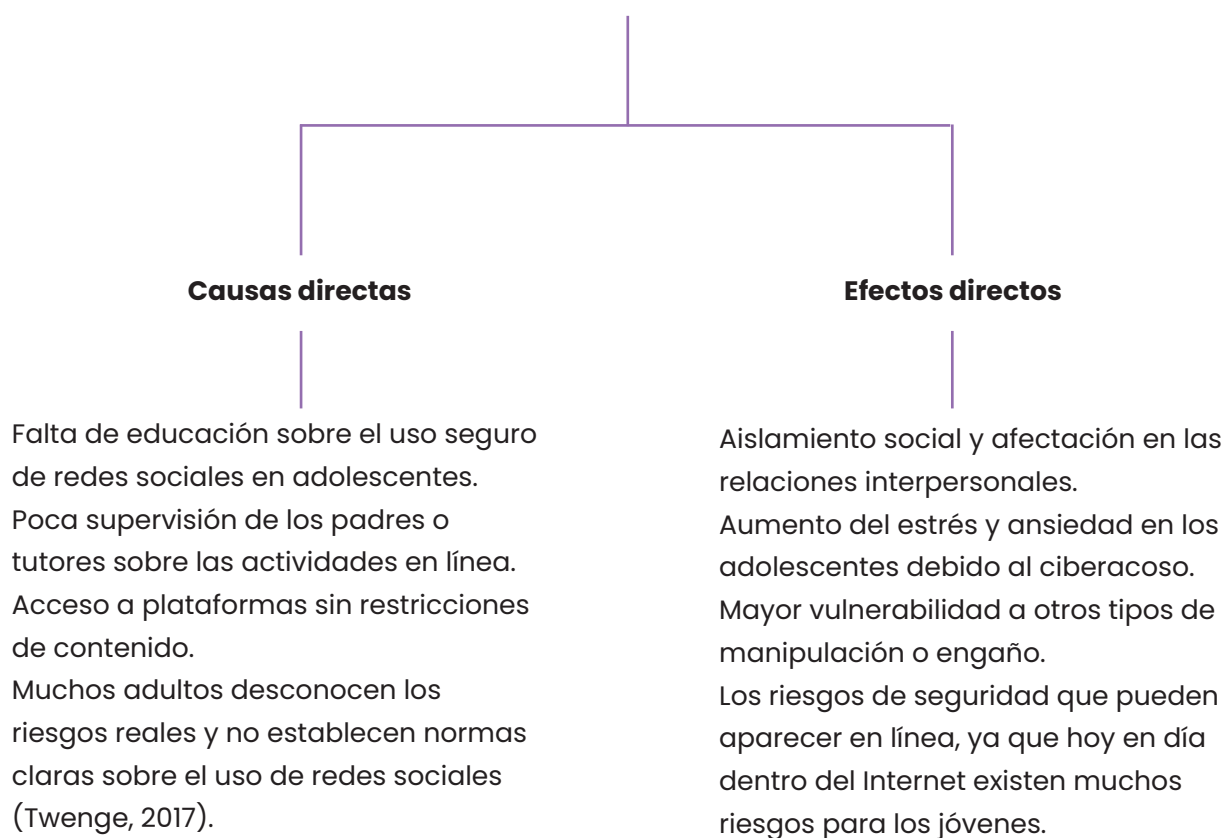 Causas directas
Falta de educación sobre el uso seguro
de redes sociales en adolescentes.
Poca supervisión de los padres o
tutores sobre las actividades en línea.
Acceso a plataformas sin restricciones
de contenido.
Muchos adultos desconocen los
riesgos reales y no establecen normas
claras sobre el uso de redes sociales
(Twenge, 2017).
Efectos directos
Aislamiento social y afectación en las
relaciones interpersonales.
Aumento del estrés y ansiedad en los
adolescentes debido al ciberacoso.
Mayor vulnerabilidad a otros tipos de
manipulación o engaño.
Los riesgos de seguridad que pueden
aparecer en línea, ya que hoy en día
dentro del Internet existen muchos
riesgos para los jóvenes.